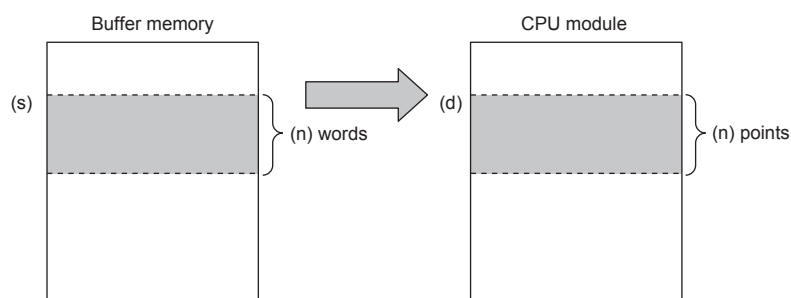 Buffer memory
CPU module
(s)
(n) words
(d)
(n) points